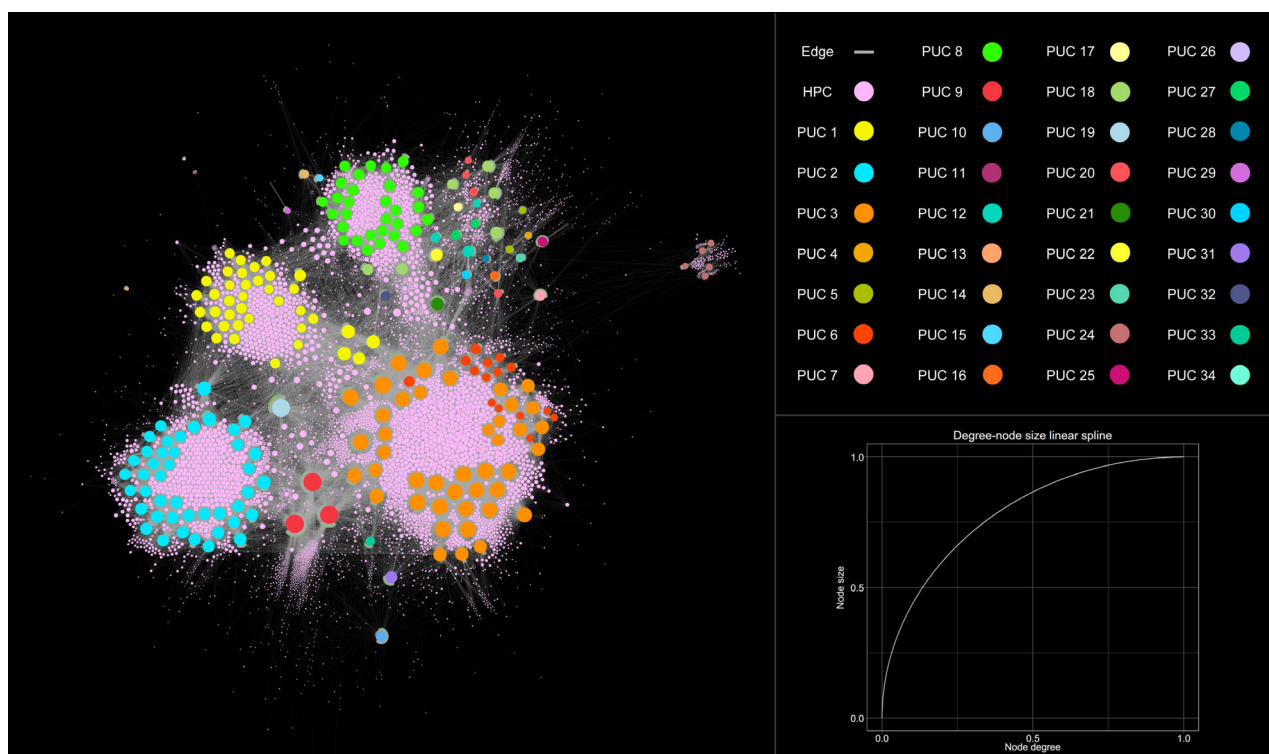 Edge PUC 8 PUC 17 PUC 26
HPC PUC 9 PUC 18 PUC 27
PUC 1 PUC 10 PUC 19 PUC 28
PUC 2 PUC 11 PUC 20 PUC 29
PUC 3 PUC 12 PUC 21 PUC 30
PUC 4 PUC 13 PUC 22 PUC 31
PUC 5 PUC 14 PUC 23 PUC 32
PUC 6 PUC 15 PUC 24 PUC 33
PUC 7 PUC 16 PUC 25 PUC 34
Degree-node size linear spline
1.0
Node size
0.5
0.0
0.0 0.5 1.0
Node degree